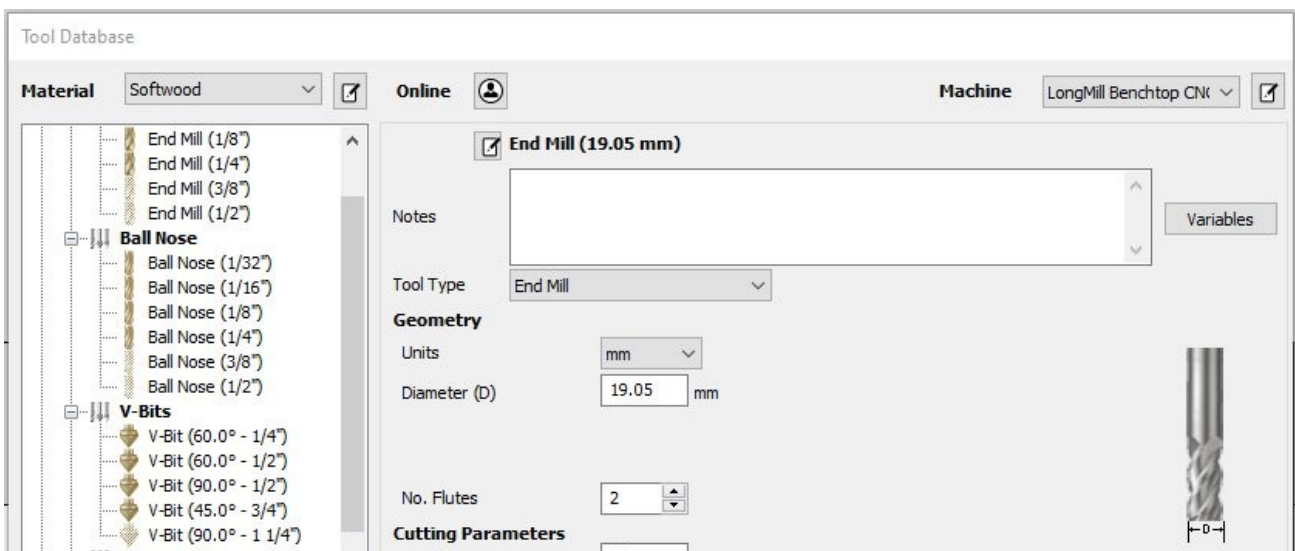 Tool Database
Material Softwood Online Machine LongMill Benchtop CN
End Mill (1/8")
End Mill (1/4")
End Mill (3/8")
End Mill (1/2")
Ball Nose
Ball Nose (1/32")
Ball Nose (1/16")
Ball Nose (1/8")
Ball Nose (1/4")
Ball Nose (3/8")
Ball Nose (1/2")
V-Bits
V-Bit (60.0° - 1/4")
V-Bit (60.0° - 1/2")
V-Bit (90.0° - 1/2")
V-Bit (45.0° - 3/4")
V-Bit (90.0° - 1 1/4")
End Mill (19.05 mm)
Notes
Variables
Tool Type End Mill
Geometry
Units mm
Diameter (D) 19.05 mm
No. Flutes 2
D
Cutting Parameters